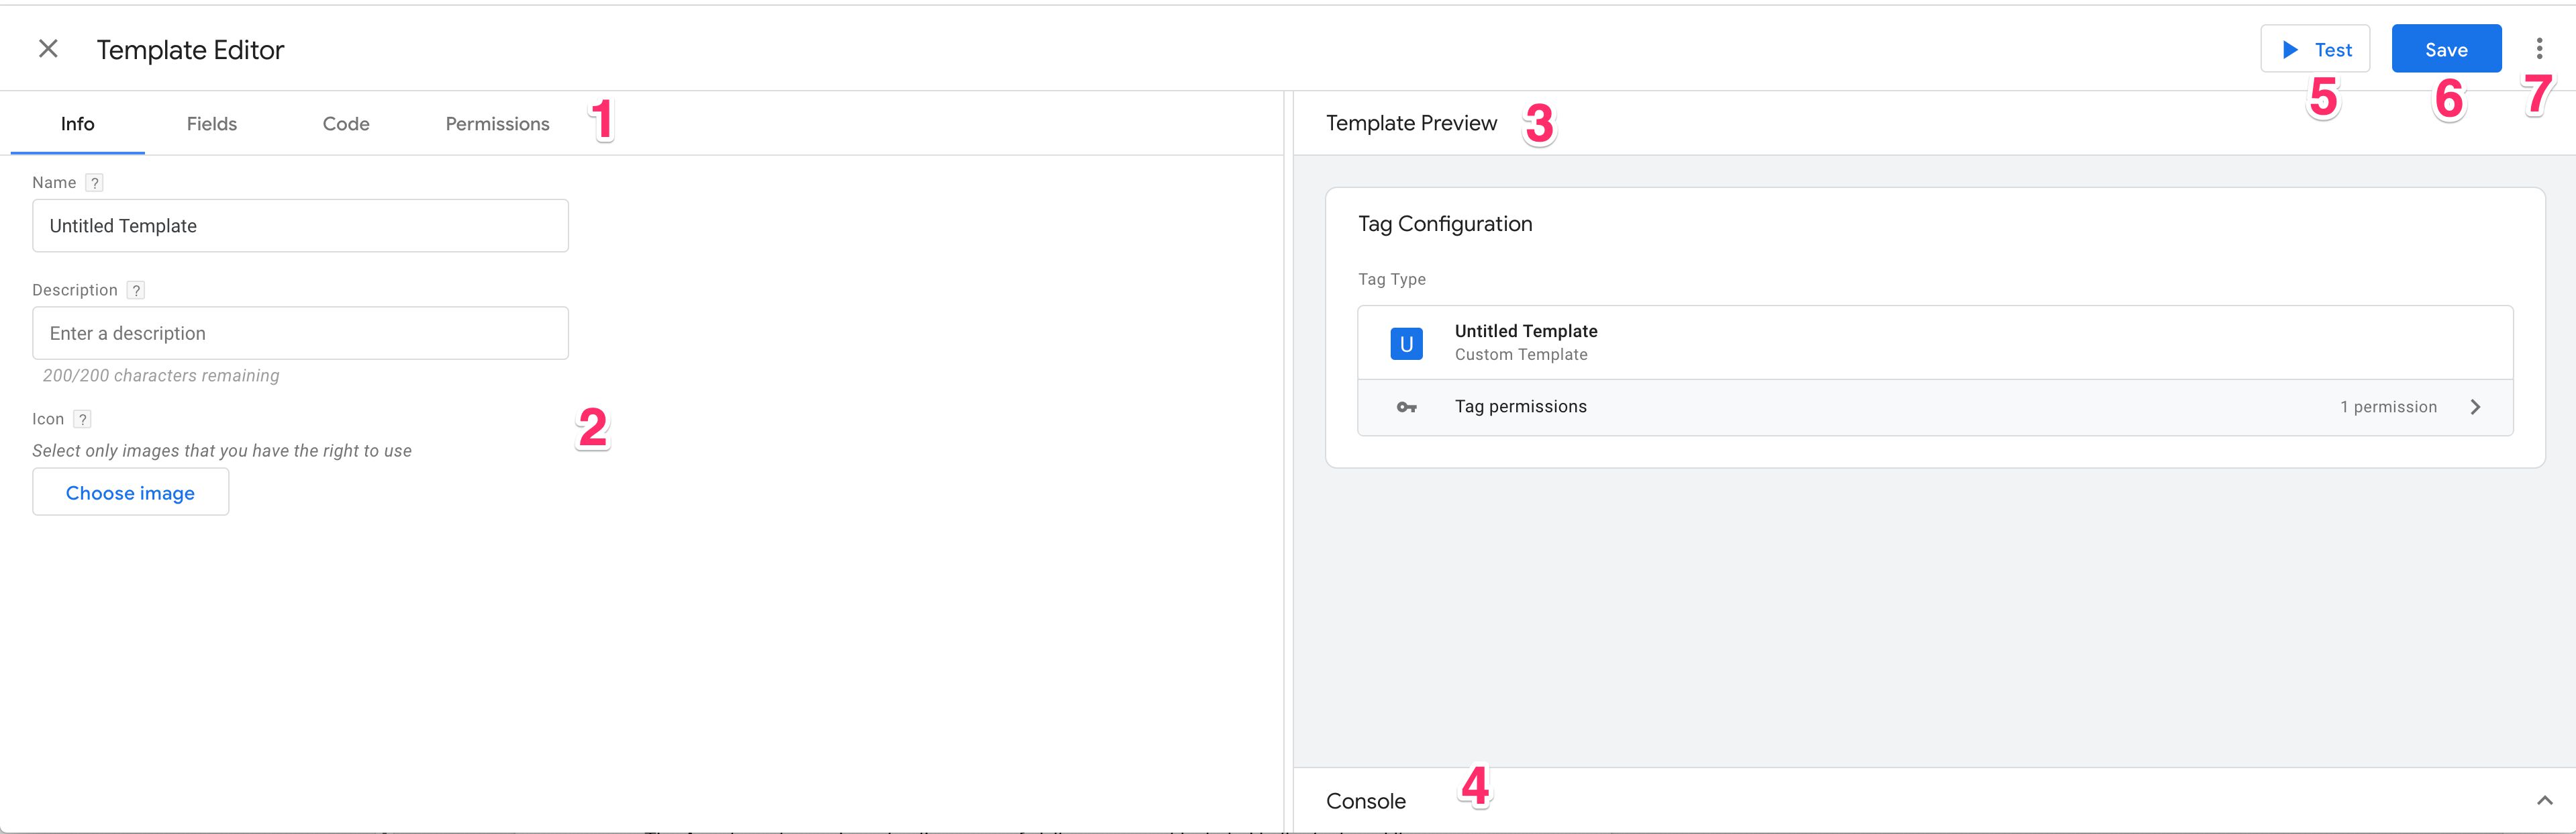 Template Editor
Test
Save
5
6
7
Info
Fields
Code
Permissions
1
Name ?
Untitled Template
Description ?
Enter a description
200/200 characters remaining
Icon ?
2
Select only images that you have the right to use
Choose image
Template Preview
3
Tag Configuration
Tag Type
U
Untitled Template
Custom Template
Tag permissions
1 permission
Console
4